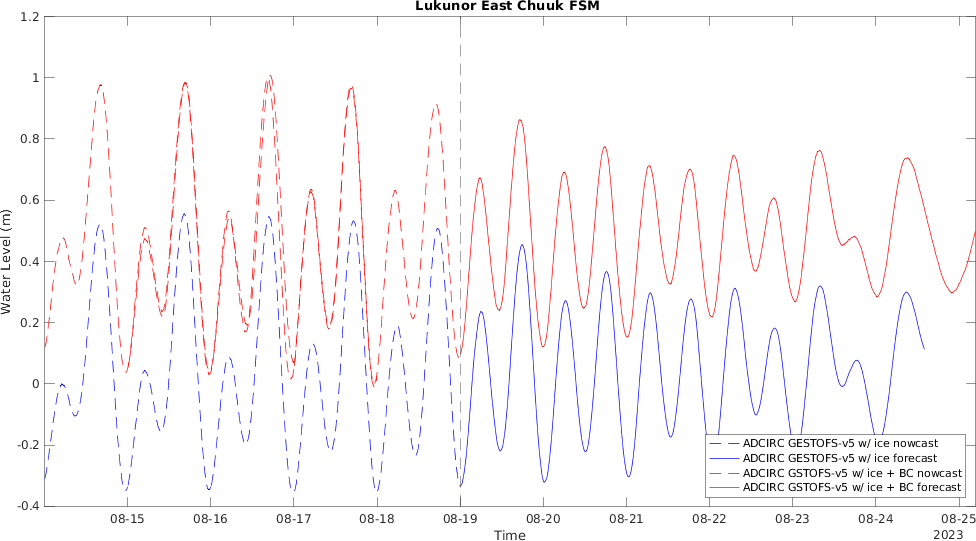 Lukunor East Chuuk FSM
1.2
1
0.8
0.6
0.4
0.2
0
-0.2
-0.4
Water Level (m)
ADCIRC GESTOFS-v5 w/ ice nowcast
ADCIRC GESTOFS-v5 w/ ice forecast
ADCIRC GSTOFS-v5 w/ ice + BC nowcast
ADCIRC GSTOFS-v5 w/ ice + BC forecast
08-15 08-16 08-17 08-18 08-19 08-20 08-21 08-22 08-23 08-24 08-25
Time
2023